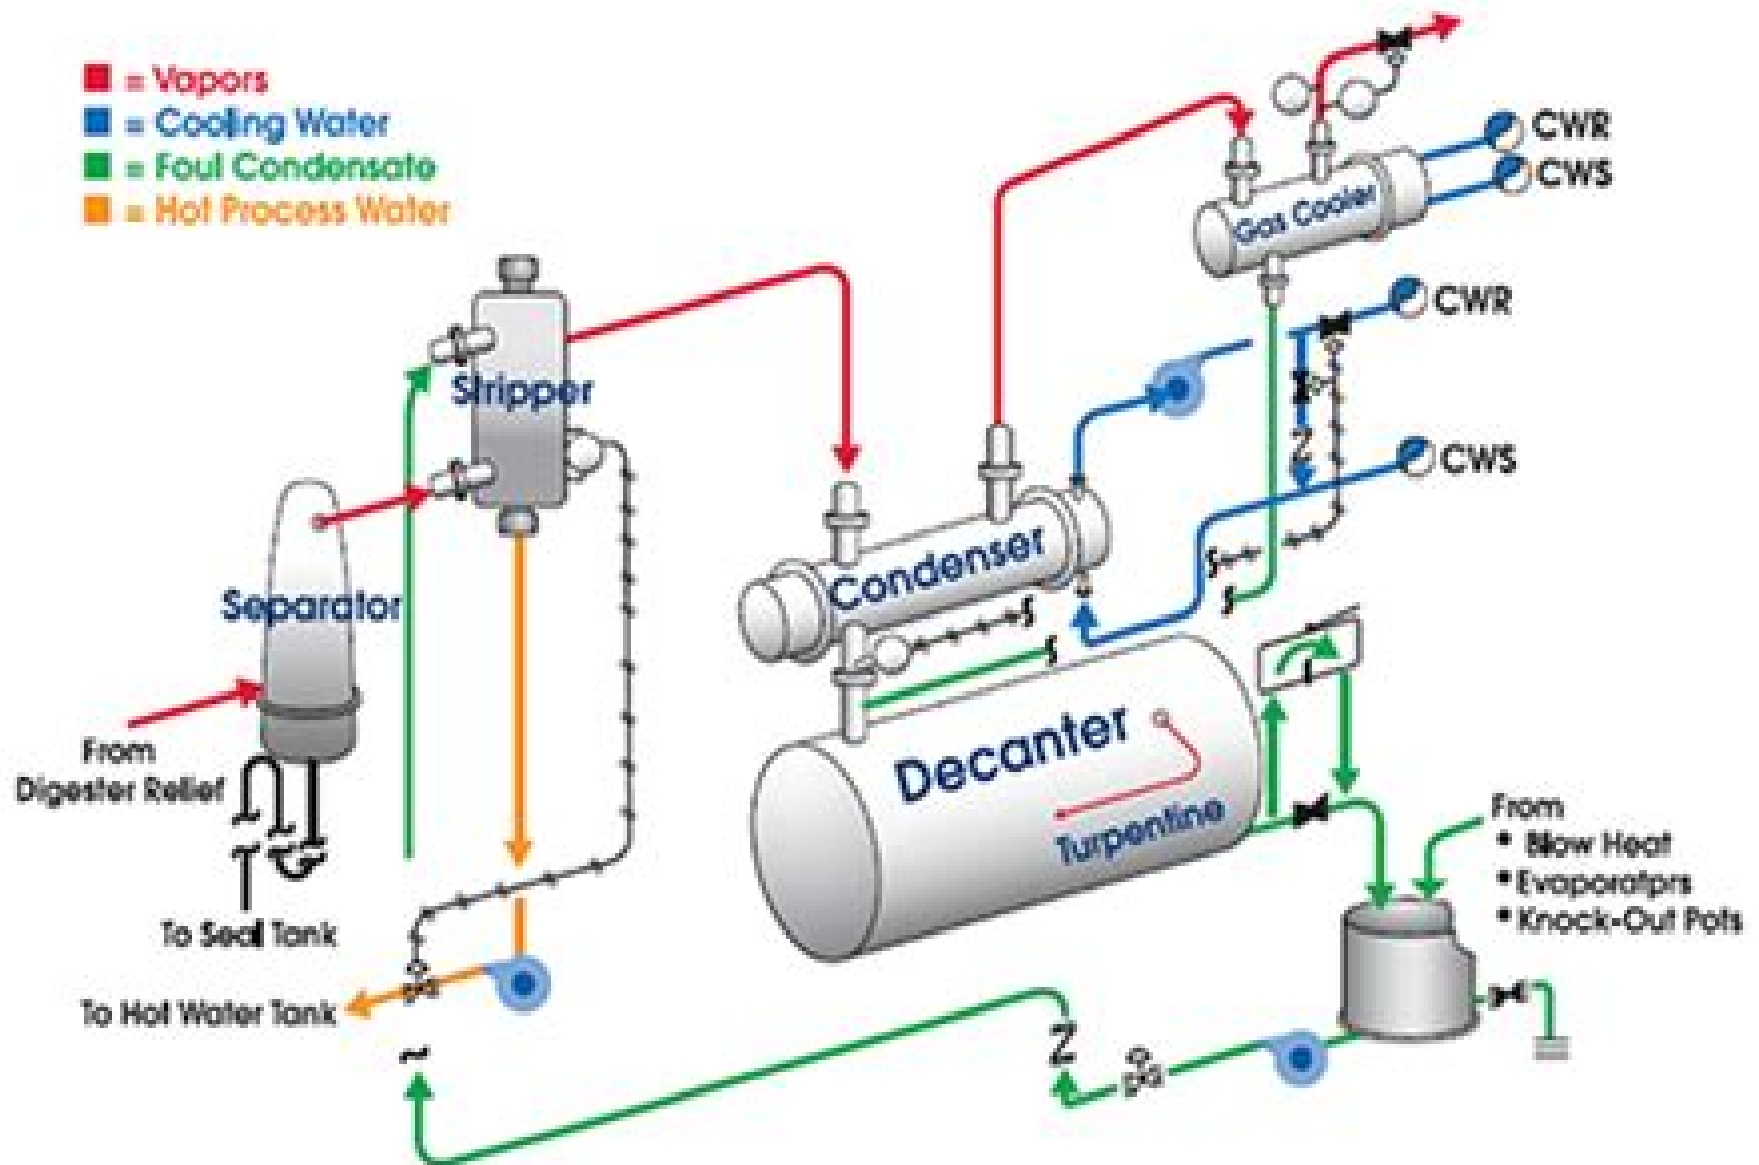 = Vapors
= Cooling Water
= Foul Condensate
= Hot Process Water
CWR
CWS
Gas Cooler
CWR
Stripper
CWS
Condenser
Separator
Decanter
From
Digester Relief
Turpentine
From
• Blow Heat
• Evaporatprs
• Knock-Out Pots
To Seal Tank
To Hot Water Tank